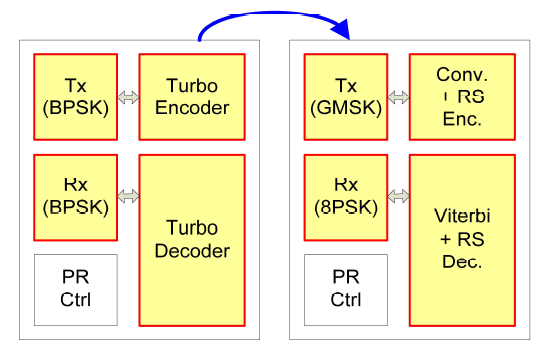 Tx
(BPSK)
Turbo
Encoder
Rx
(BPSK)
Turbo
Decoder
PR
Ctrl
Tx
(GMSK)
Conv.
+ RS
Enc.
Rx
(8PSK)
Viterbi
+ RS
Dec.
PR
Ctrl